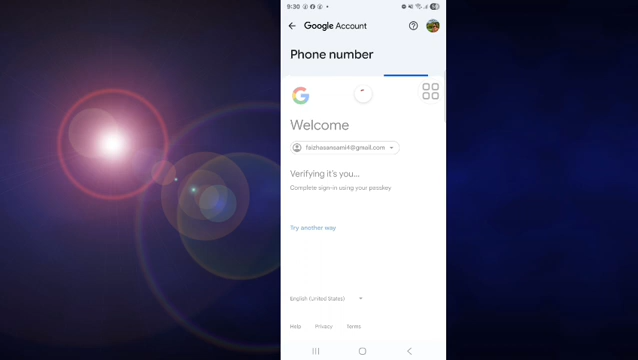 9:30
Google Account
Phone number
G
Welcome
faizhasansami4@gmail.com
Verifying it's you...
Complete sign-in using your passkey.
Try another way
English (United States)
Help Privacy Terms